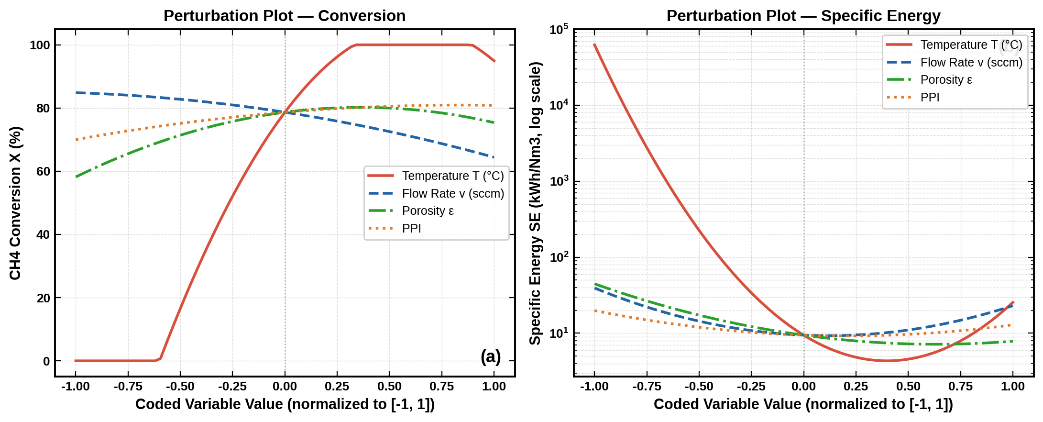 Perturbation Plot — Conversion
CH4 Conversion X (%)
100
80
60
40
20
0
Temperature T (°C)
Flow Rate v (sccm)
Porosity ε
PPI
(a)
-1.00 -0.75 -0.50 -0.25 0.00 0.25 0.50 0.75 1.00
Coded Variable Value (normalized to [-1, 1])
Perturbation Plot — Specific Energy
Specific Energy SE (kWh/Nm3, log scale)
10⁵
10⁴
10³
10²
10¹
Temperature T (°C)
Flow Rate v (sccm)
Porosity ε
PPI
-1.00 -0.75 -0.50 -0.25 0.00 0.25 0.50 0.75 1.00
Coded Variable Value (normalized to [-1, 1])